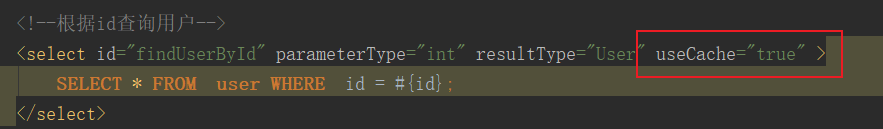 <!--根据id查询用户-->
<select id="findUserById" parameterType="int" resultType="User" useCache="true" >
SELECT * FROM  user WHERE  id = #{id};
</select>